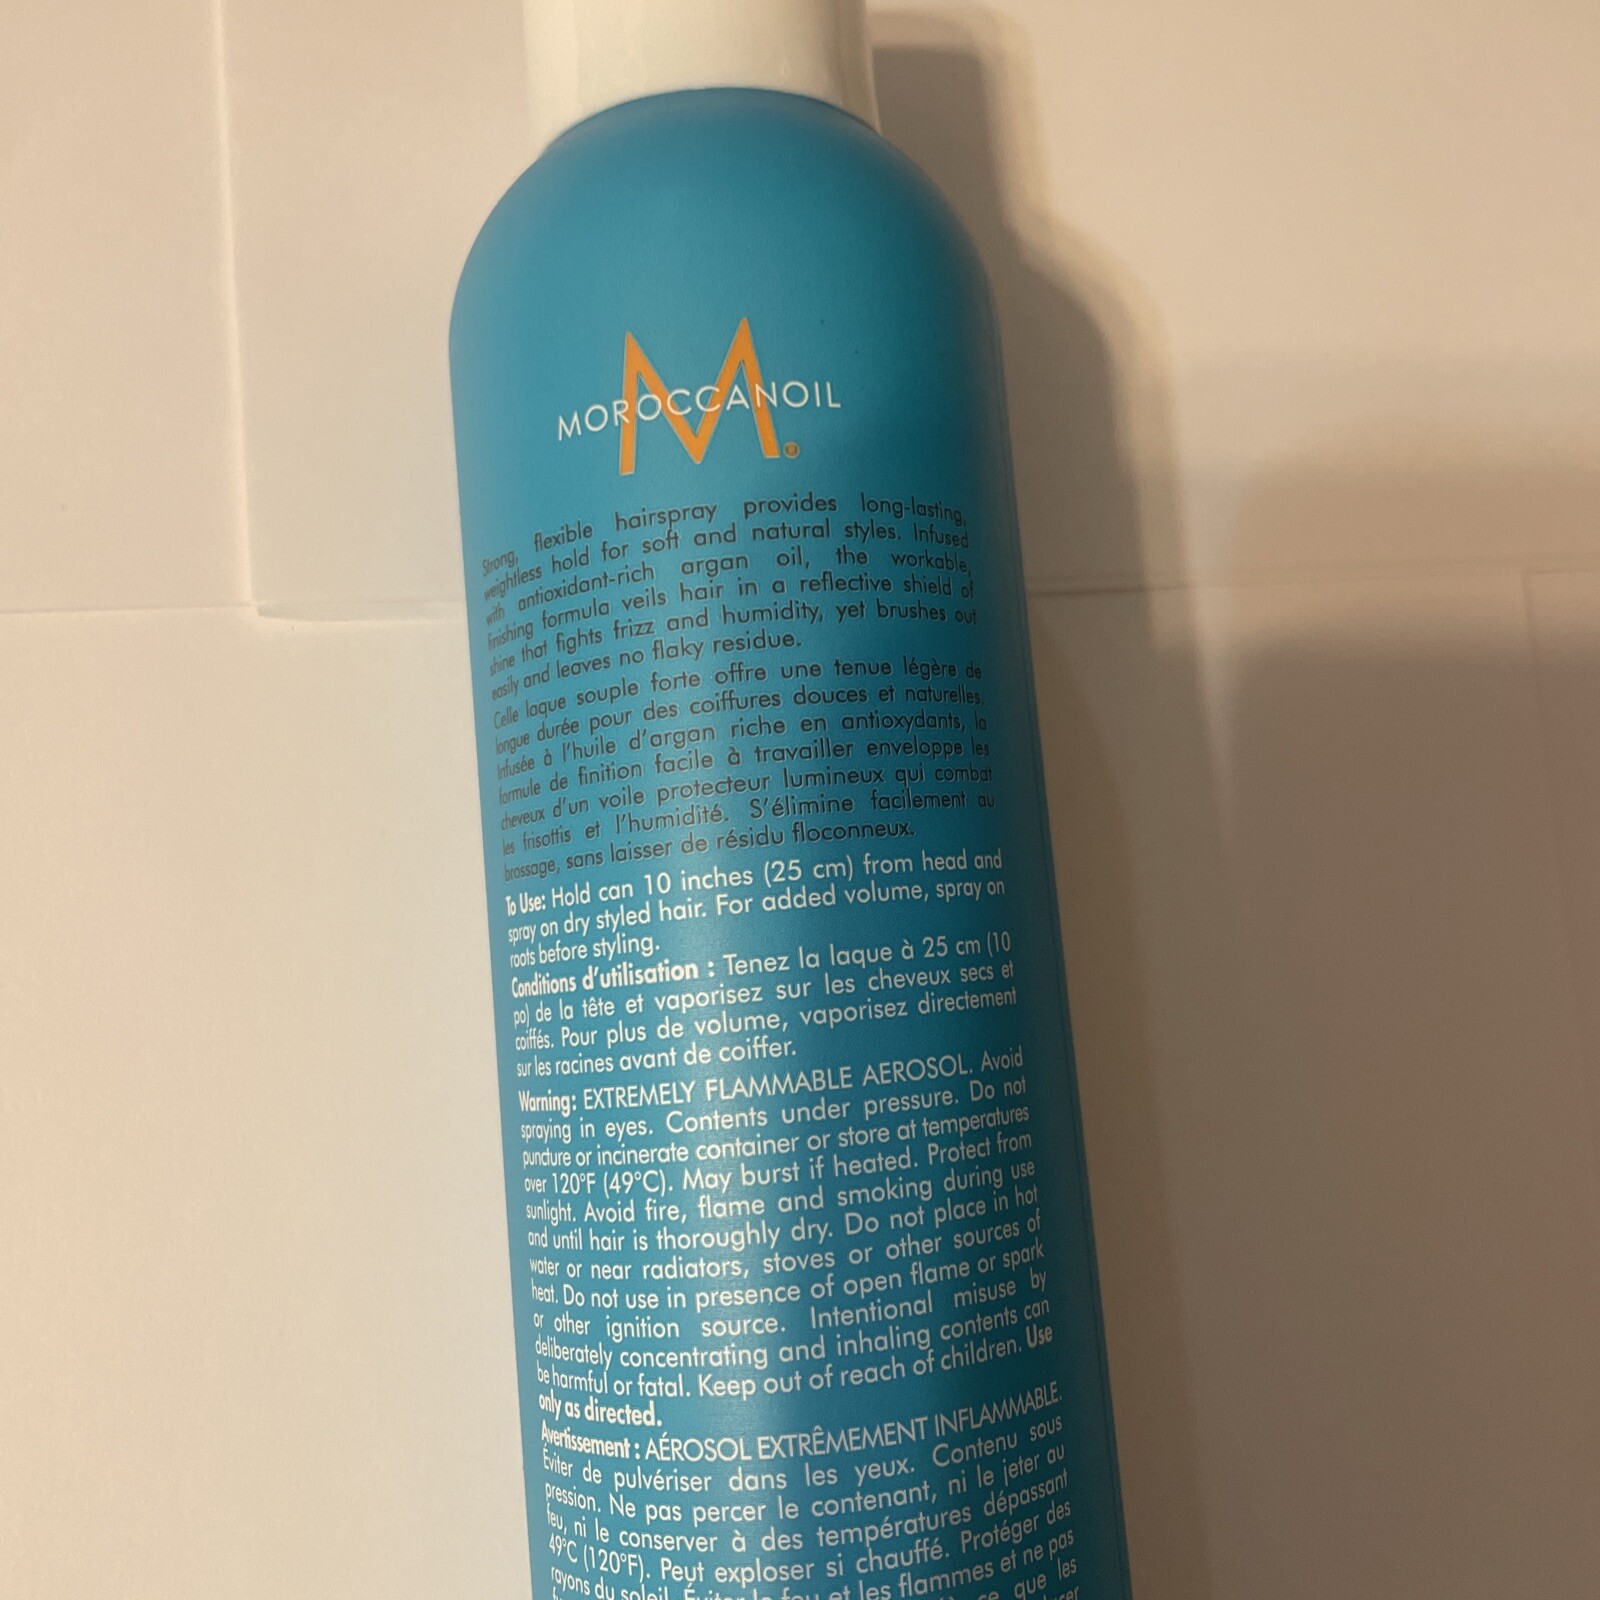 MOROCCANOIL
M.
Strong, flexible hairspray provides long-lasting,
weightless hold for soft and natural styles. Infused
with antioxidant-rich argan oil, the workable,
finishing formula veils hair in a reflective shield of
shine that fights frizz and humidity, yet brushes out
easily and leaves no flaky residue.
Celle laque souple forte offre une tenue légère de
longue durée pour des coiffures douces et naturelles.
Infusée à l'huile d'argan riche en antioxydants, la
formule de finition facile à travailler enveloppe les
cheveux d'un voile protecteur lumineux qui combat
les frisottis et l'humidité. S'élimine facilement au
brossage, sans laisser de résidu floconneux.
To Use: Hold can 10 inches (25 cm) from head and
spray on dry styled hair. For added volume, spray on
roots before styling.
Conditions d'utilisation : Tenez la laque à 25 cm (10
po) de la tête et vaporisez sur les cheveux secs et
coiffés. Pour plus de volume, vaporisez directement
sur les racines avant de coiffer.
Warning: EXTREMELY FLAMMABLE AEROSOL. Avoid
spraying in eyes. Contents under pressure. Do not
puncture or incinerate container or store at temperatures
over 120°F (49°C). May burst if heated. Protect from
sunlight. Avoid fire, flame and smoking during use
and until hair is thoroughly dry. Do not place in hot
water or near radiators, stoves or other sources of
heat. Do not use in presence of open flame or spark
or other ignition source. Intentional misuse by
deliberately concentrating and inhaling contents can
be harmful or fatal. Keep out of reach of children. Use
only as directed.
Avertissement : AÉROSOL EXTRÊMEMENT INFLAMMABLE.
Éviter de pulvériser dans les yeux. Contenu sous
pression. Ne pas percer le contenant, ni le jeter au
feu, ni le conserver à des températures dépassant
49°C (120°F). Peut exploser si chauffé. Protéger des
rayons du soleil. Éviter le feu et les flammes et ne pas
que les